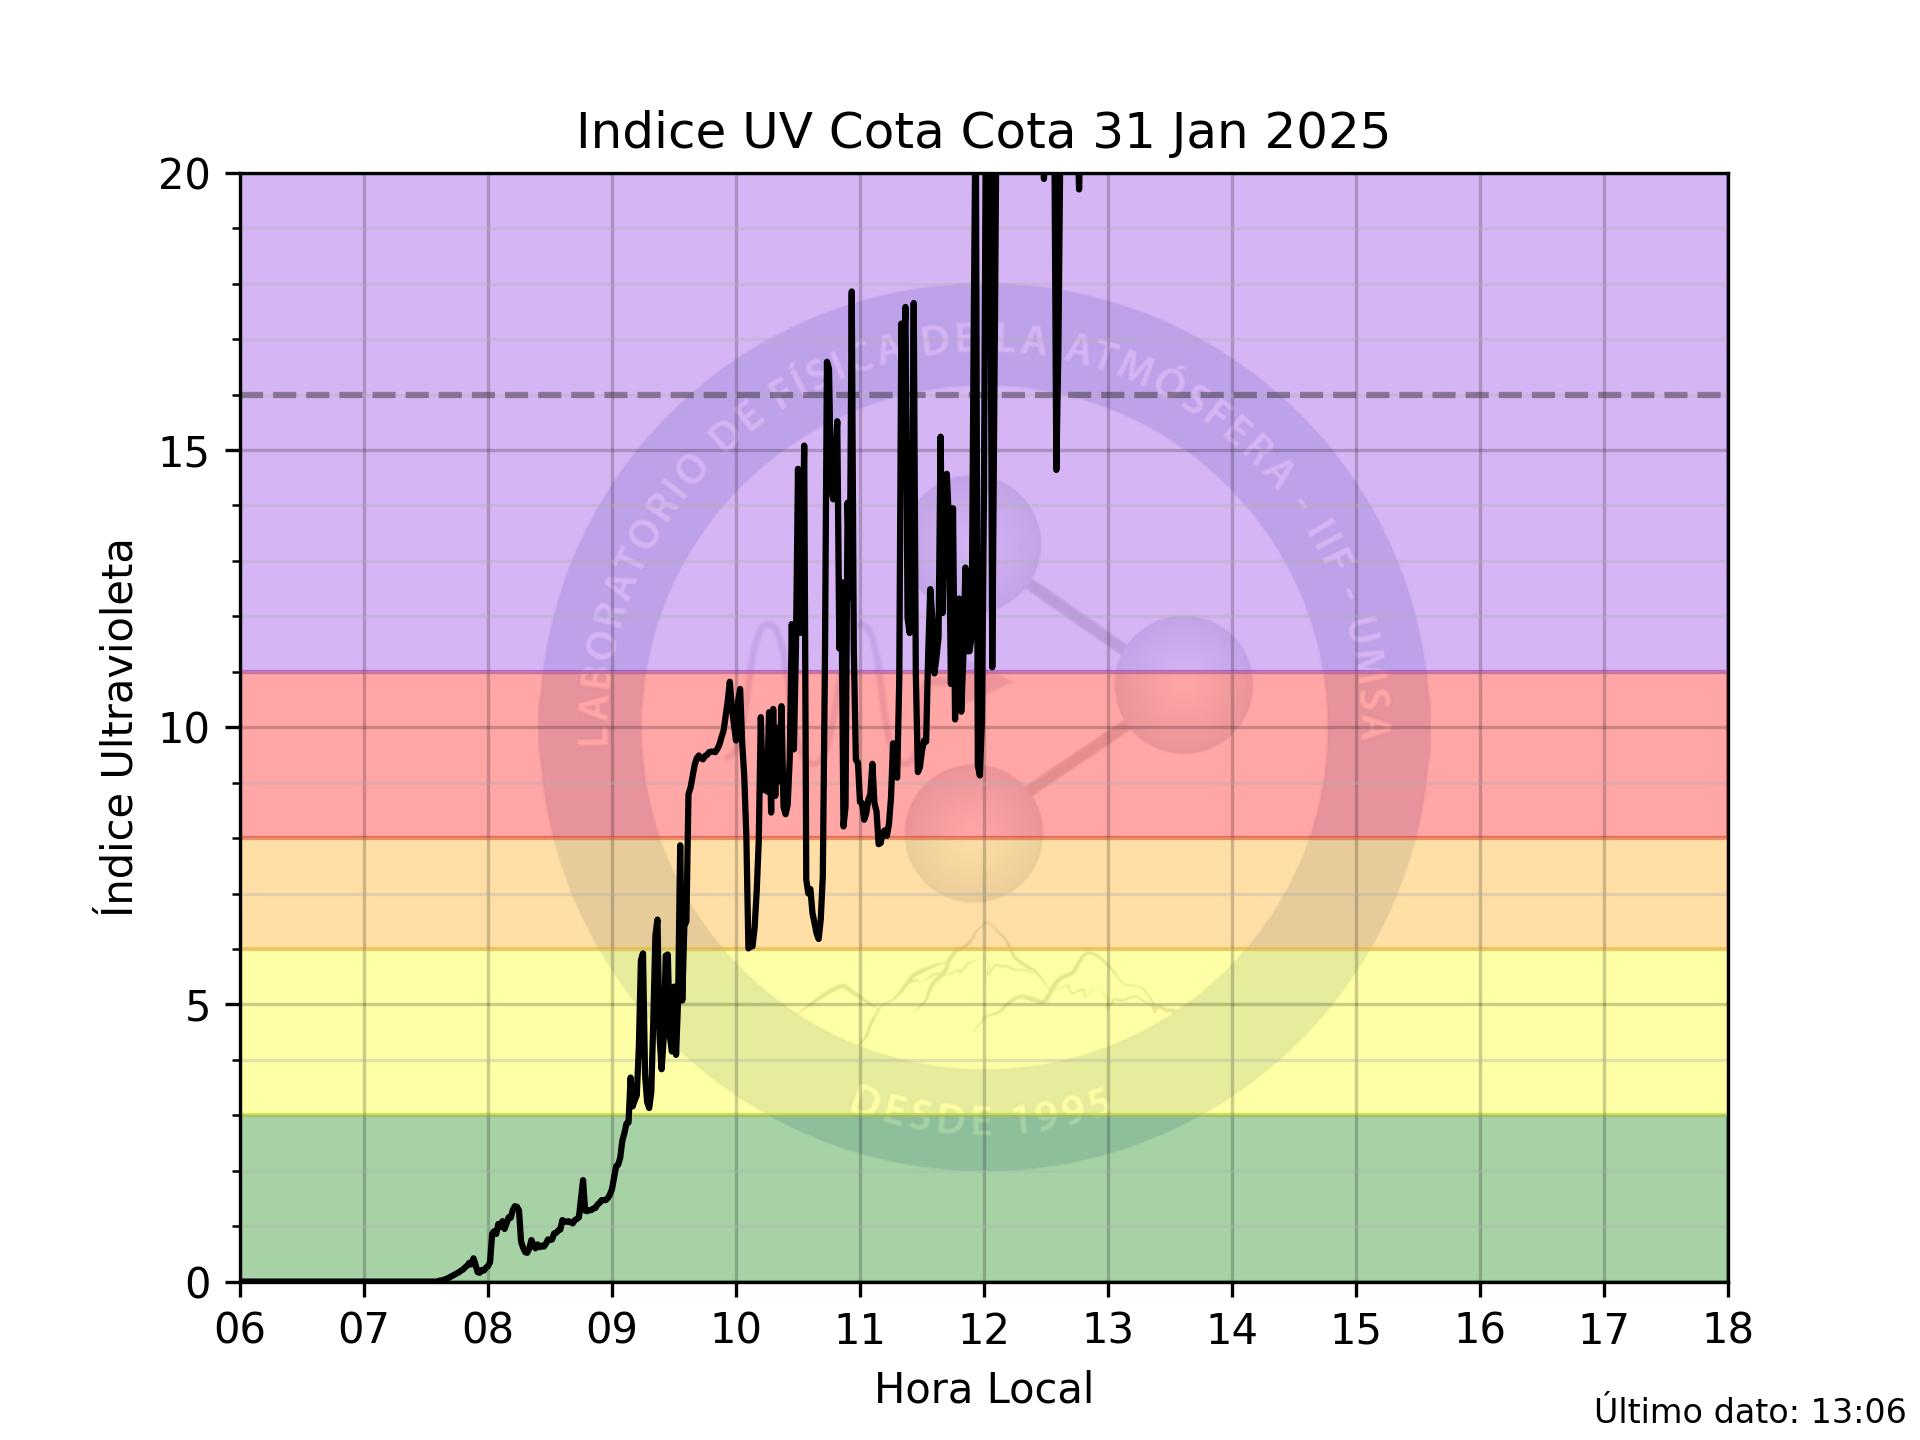 Indice UV Cota Cota 31 Jan 2025
20
15
10
5
0
Índice Ultravioleta
LABORATORIO DE FÍSICA DE LA ATMÓSFERA - IIF - UMSA
DESDE 1995
06 07 08 09 10 11 12 13 14 15 16 17 18
Hora Local
Último dato: 13:06